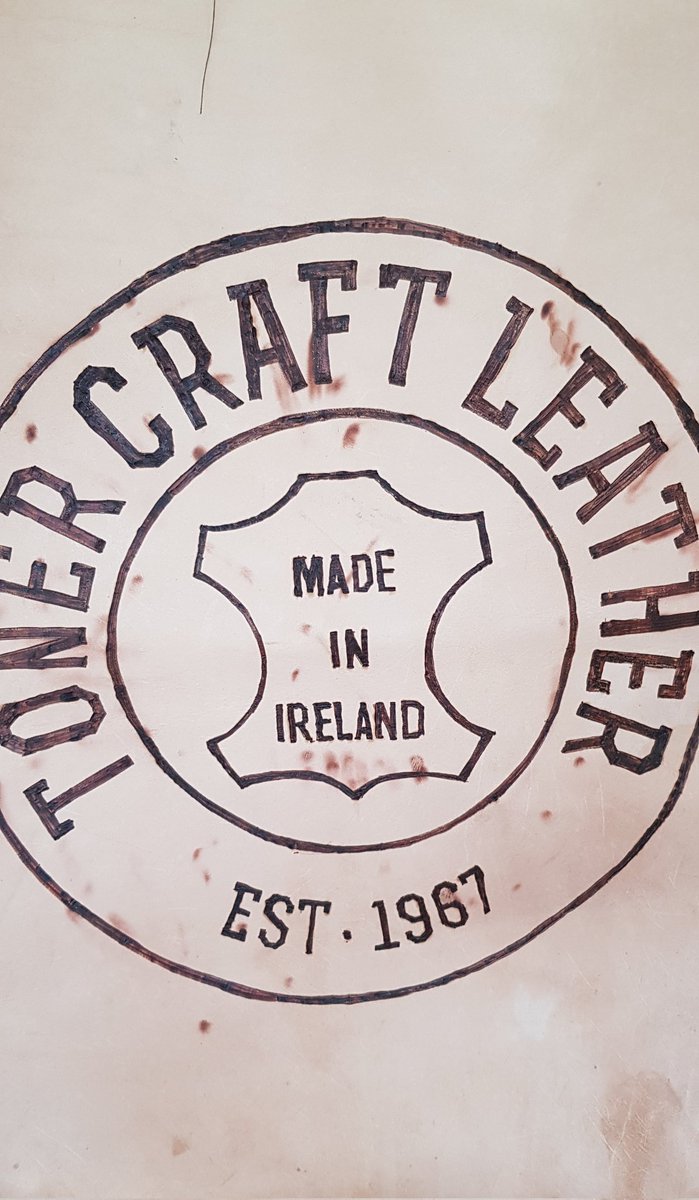 TONER CRAFT LEATHER
MADE
IN
IRELAND
EST · 1967